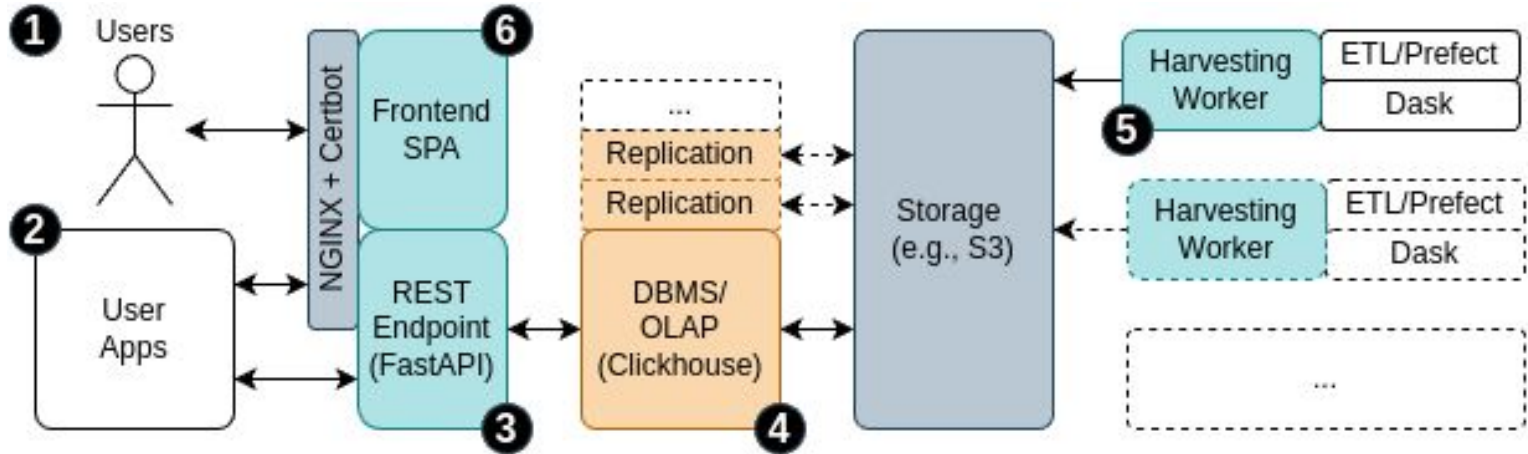 1
Users
2
User
Apps
NGINX + Certbot
6
Frontend
SPA
REST
Endpoint
(FastAPI)
3
...
Replication
Replication
DBMS/
OLAP
(Clickhouse)
4
Storage
(e.g., S3)
Harvesting
Worker
5
ETL/Prefect
Dask
Harvesting
Worker
ETL/Prefect
Dask
...